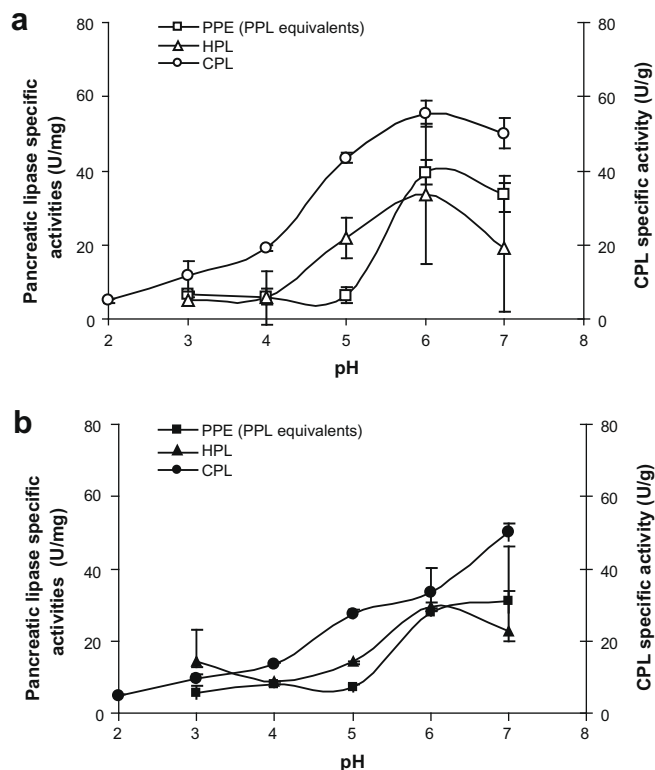 a
PPE (PPL equivalents)
HPL
CPL
Pancreatic lipase specific
activities (U/mg)
80
60
40
20
0
80
60
40
20
0
CPL specific activity (U/g)
2 3 4 5 6 7 8
pH
b
PPE (PPL equivalents)
HPL
CPL
Pancreatic lipase specific
activities (U/mg)
80
60
40
20
0
80
60
40
20
0
CPL specific activity (U/g)
2 3 4 5 6 7 8
pH